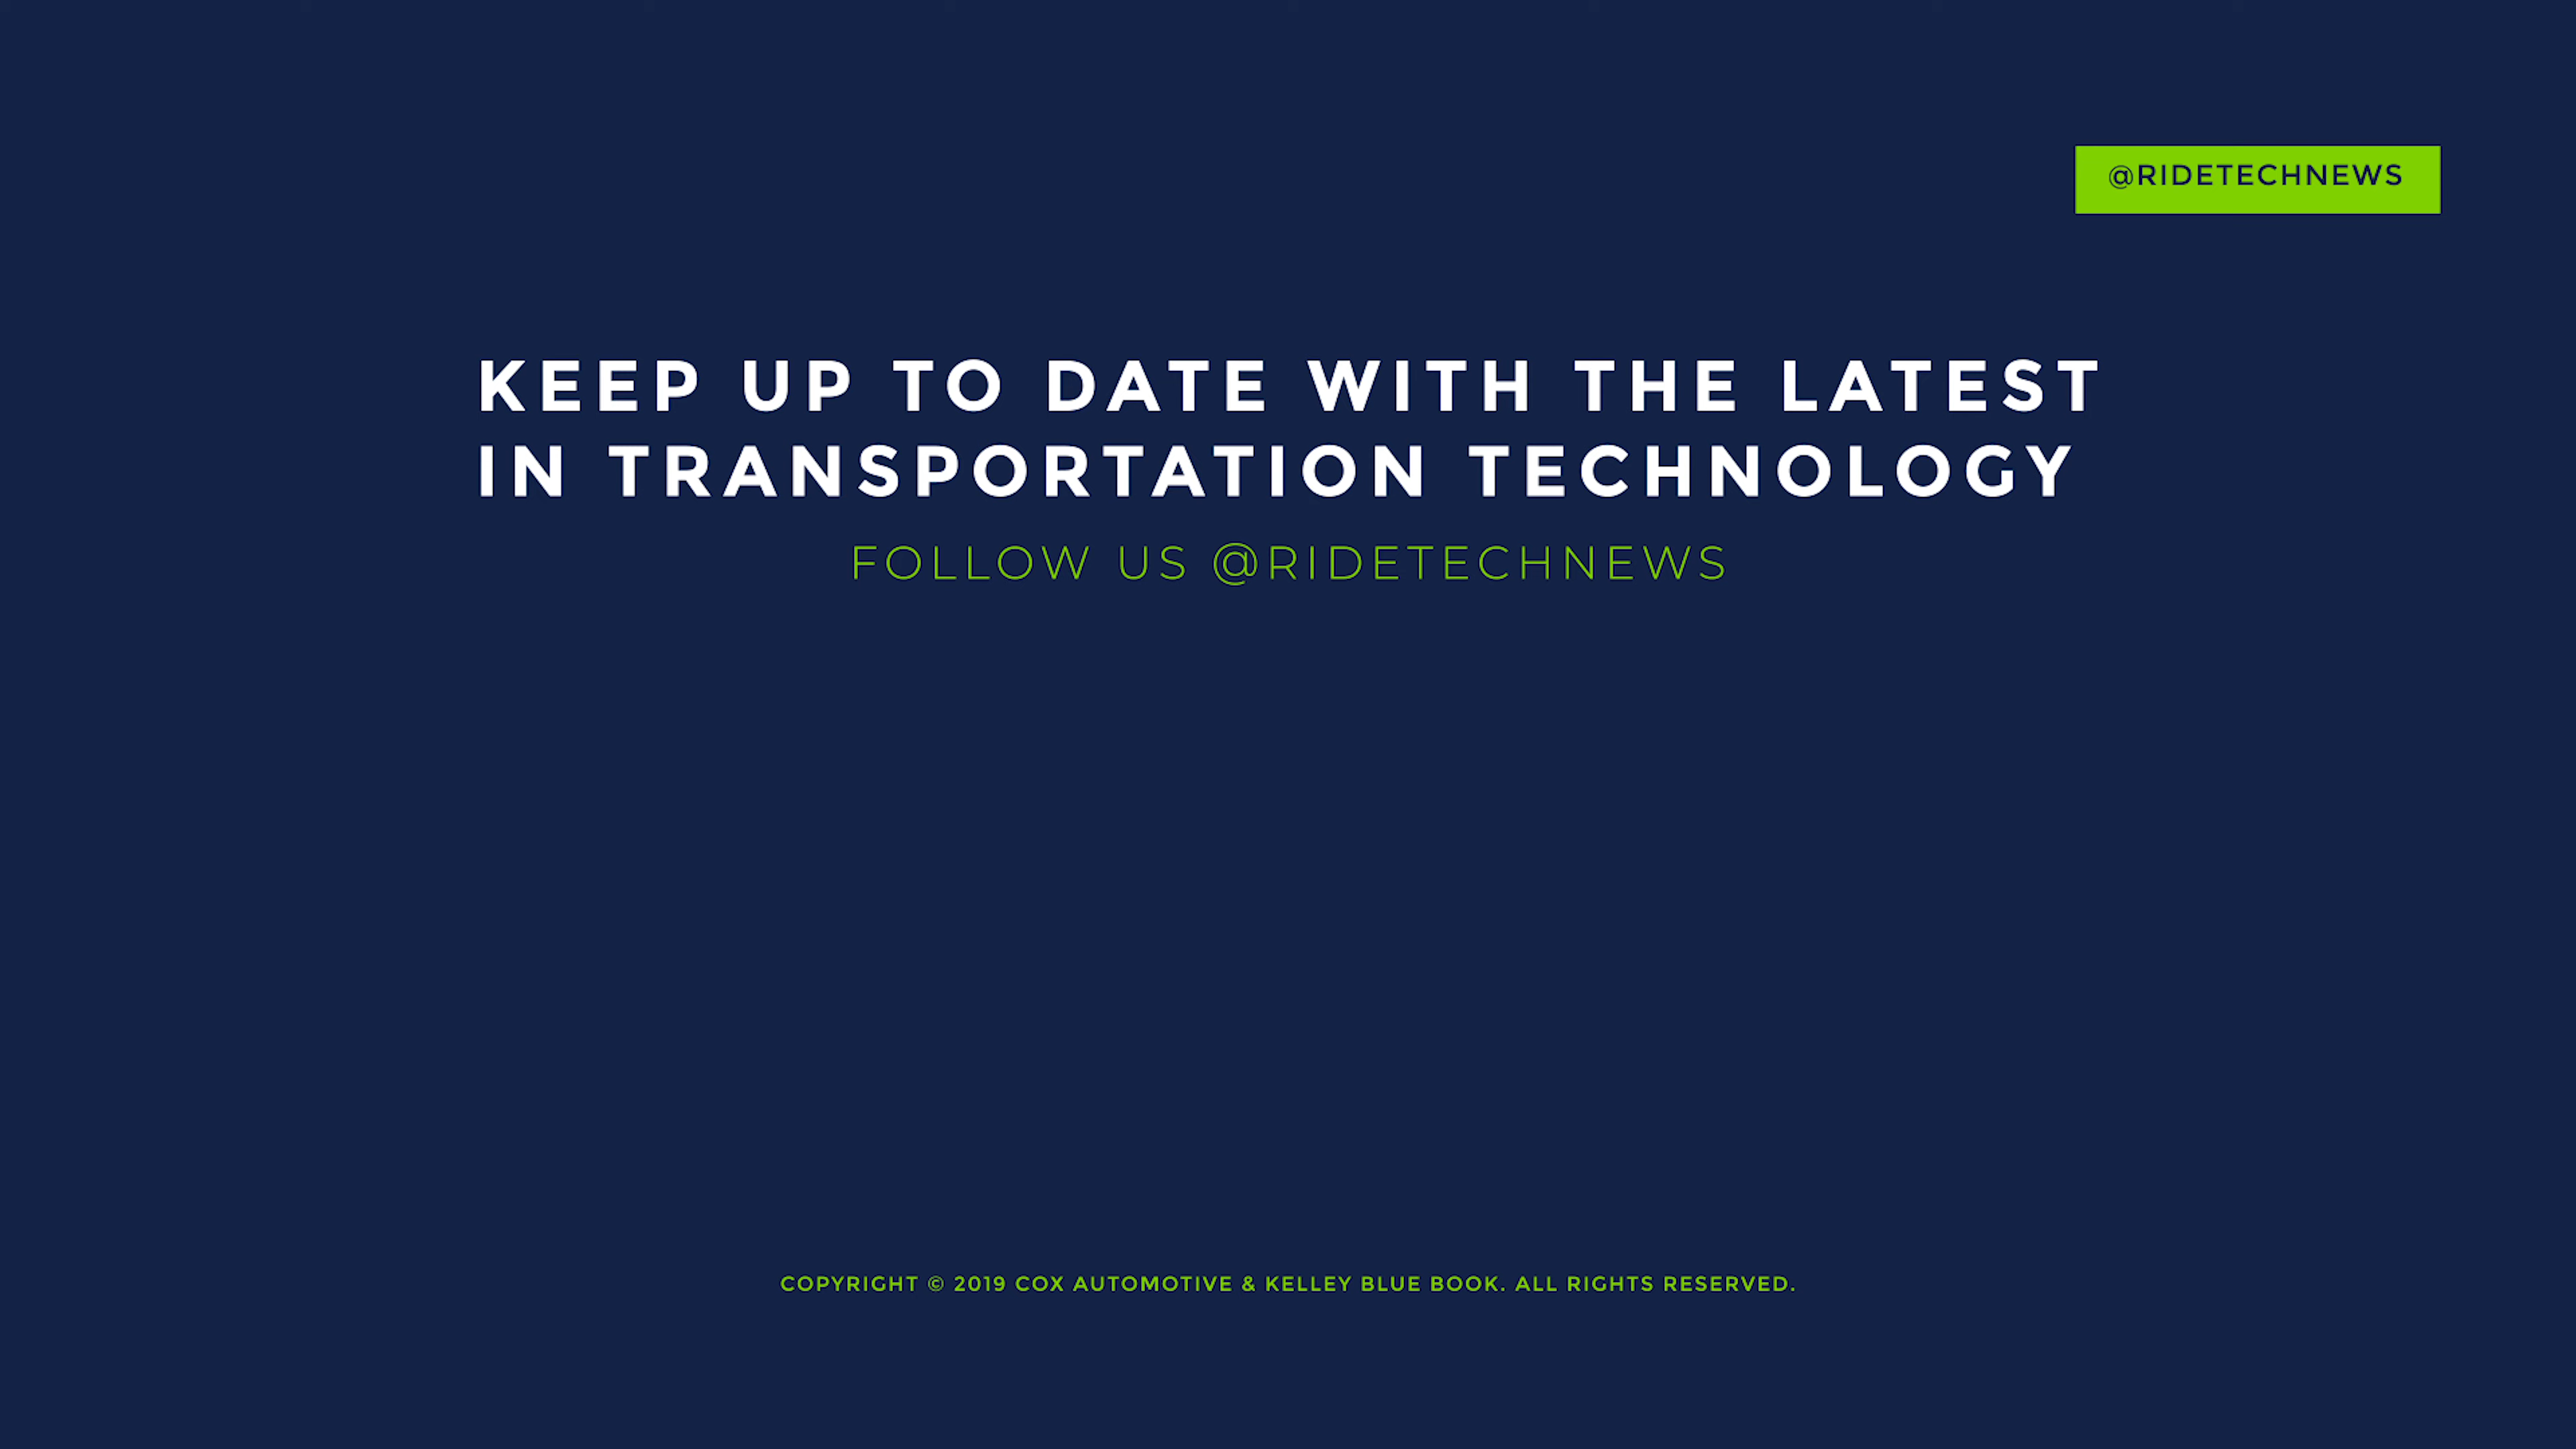 @RIDETECHNEWS
KEEP UP TO DATE WITH THE LATEST
IN TRANSPORTATION TECHNOLOGY
FOLLOW US @RIDETECHNEWS
COPYRIGHT © 2019 COX AUTOMOTIVE & KELLEY BLUE BOOK. ALL RIGHTS RESERVED.